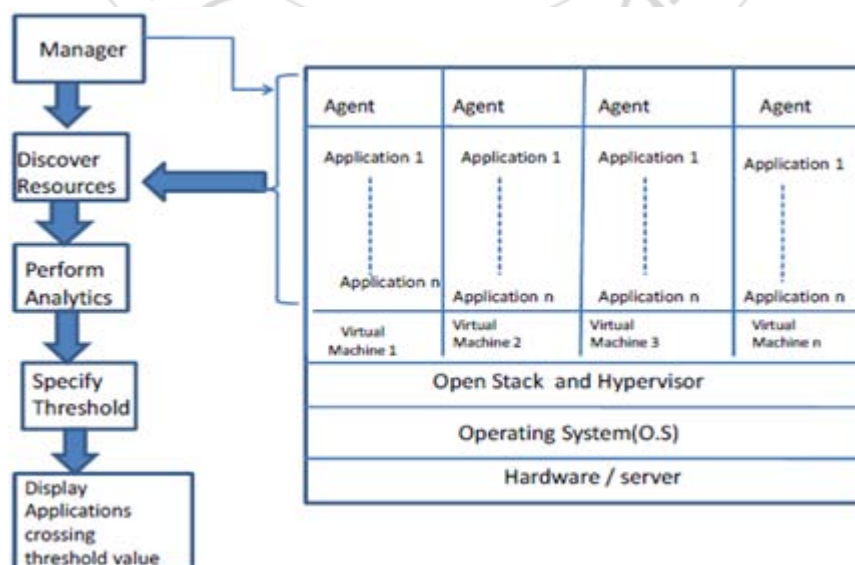 Manager
Discover
Resources
Perform
Analytics
Specify
Threshold
Display
Applications
crossing
threshold value
Agent Agent Agent Agent
Application 1 Application 1 Application 1 Application 1
Application n Application n Application n Application n
Virtual
Machine 1
Virtual
Machine 2
Virtual
Machine 3
Virtual
Machine n
Open Stack and Hypervisor
Operating System(O.S)
Hardware / server